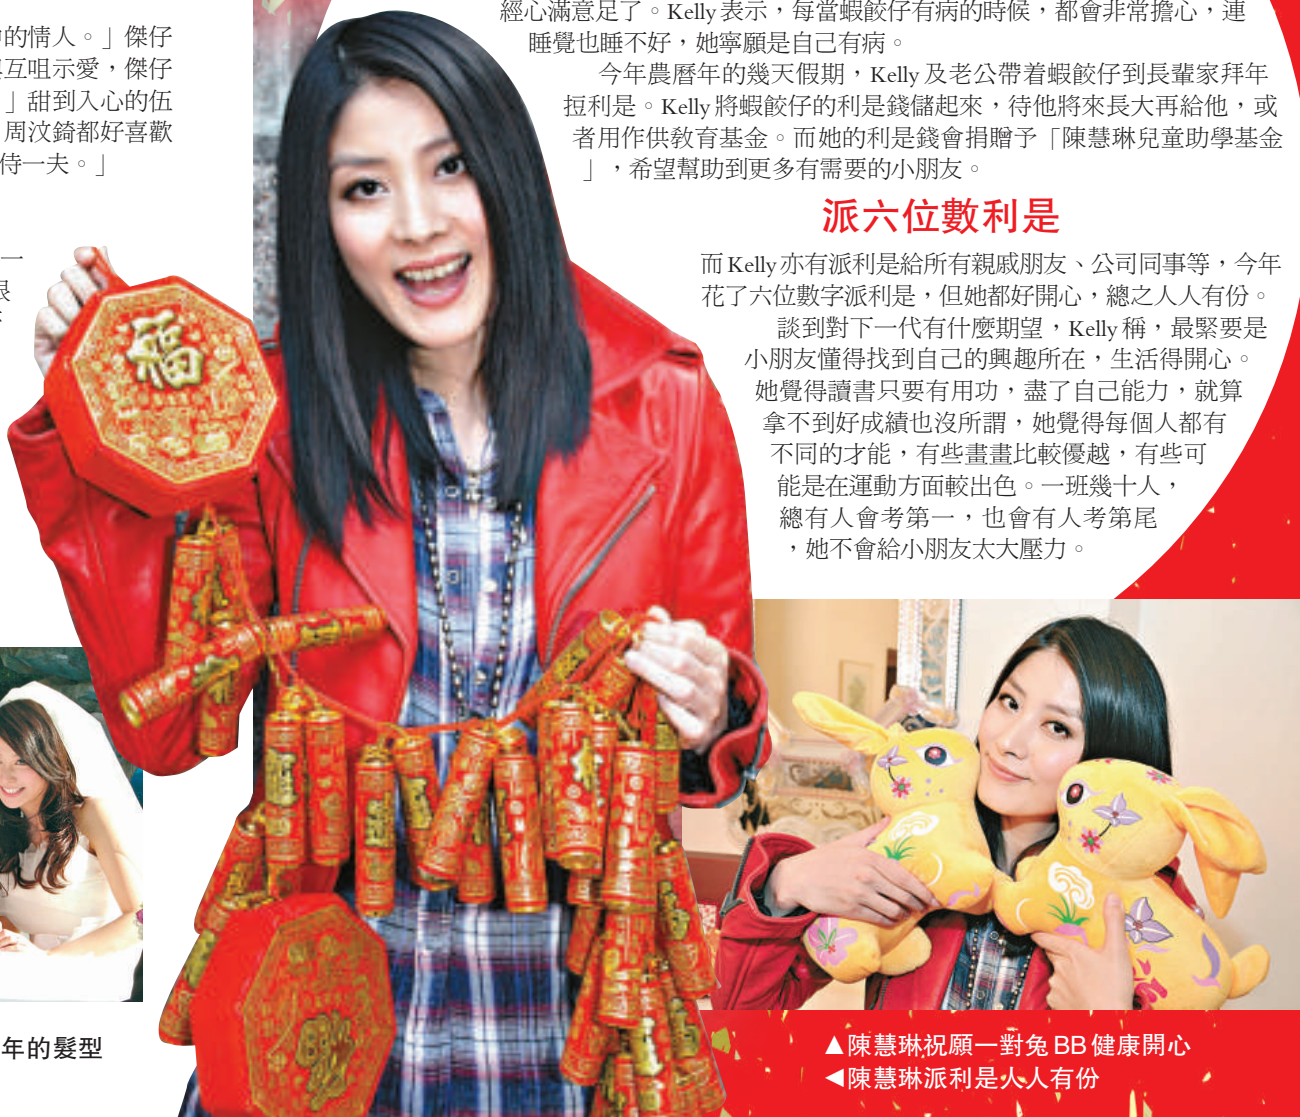 的情人。」傑仔
互咀示愛，傑仔
」甜到入心的伍
周汶錡都好喜歡
侍一夫。」
一
年的髮型
經心滿意足了。Kelly表示，每當蝦餃仔有病的時候，都會非常擔心，連
睡覺也睡不好，她寧願是自己有病。
今年農曆年的幾天假期，Kelly及老公帶着蝦餃仔到長輩家拜年
挳利是。Kelly將蝦餃仔的利是錢儲起來，待他將來長大再給他，或
者用作供教育基金。而她的利是錢會捐贈予「陳慧琳兒童助學基金
」，希望幫助到更多有需要的小朋友。
派六位數利是
而Kelly亦有派利是給所有親戚朋友、公司同事等，今年
花了六位數字派利是，但她都好開心，總之人人有份。
談到對下一代有什麼期望，Kelly稱，最緊要是
小朋友懂得找到自己的興趣所在，生活得開心。
她覺得讀書只要有用功，盡了自己能力，就算
拿不到好成績也沒所謂，她覺得每個人都有
不同的才能，有些畫畫比較優越，有些可
能是在運動方面較出色。一班幾十人，
總有人會考第一，也會有人考第尾
，她不會給小朋友太大壓力。
福
▲陳慧琳祝願一對兔BB健康開心
◀陳慧琳派利是人人有份